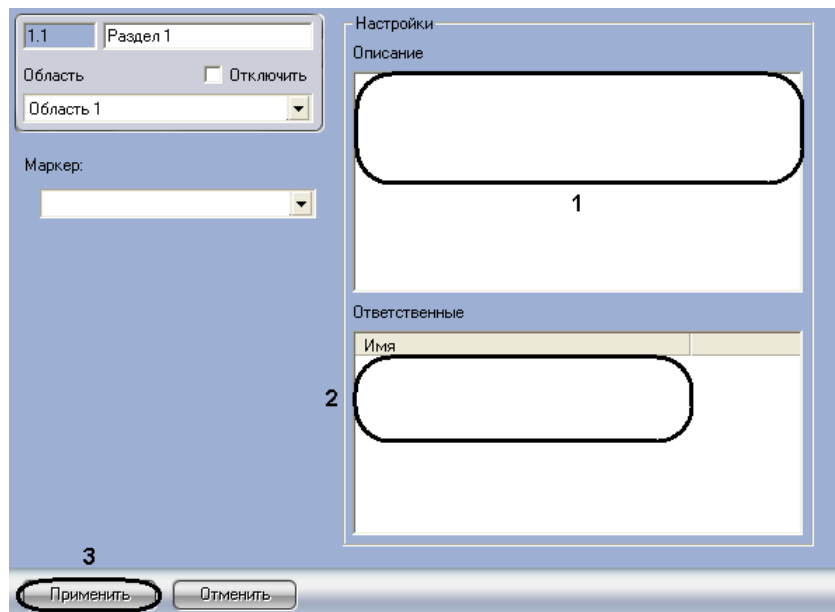 1.1
Раздел 1
Область
Отключить
Область 1
Маркер:
Настройки
Описание
1
Ответственные
Имя
2
3
Применить
Отменить